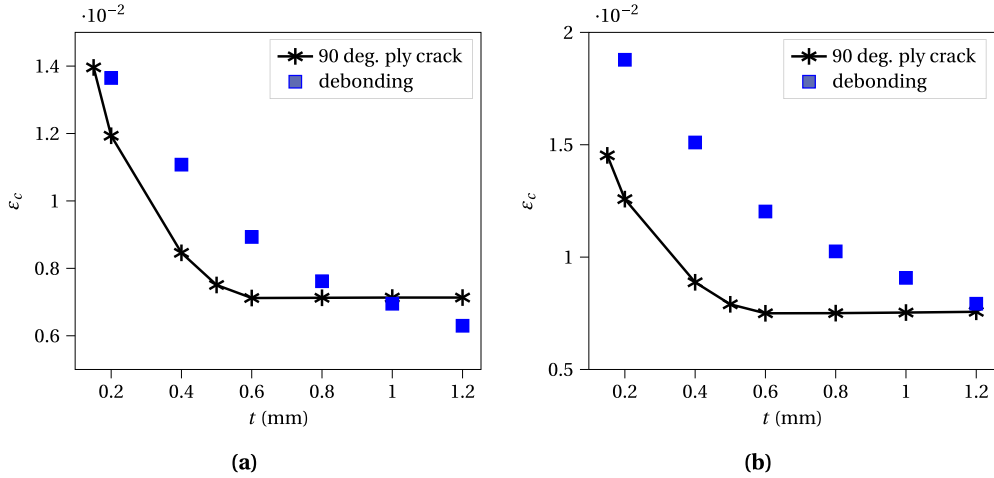 ·10⁻²
1.4
1.2
1
0.8
0.6
εc
0.2 0.4 0.6 0.8 1 1.2
t (mm)
90 deg. ply crack
debonding
(a)
·10⁻²
2
1.5
1
0.5
εc
0.2 0.4 0.6 0.8 1 1.2
t (mm)
90 deg. ply crack
debonding
(b)